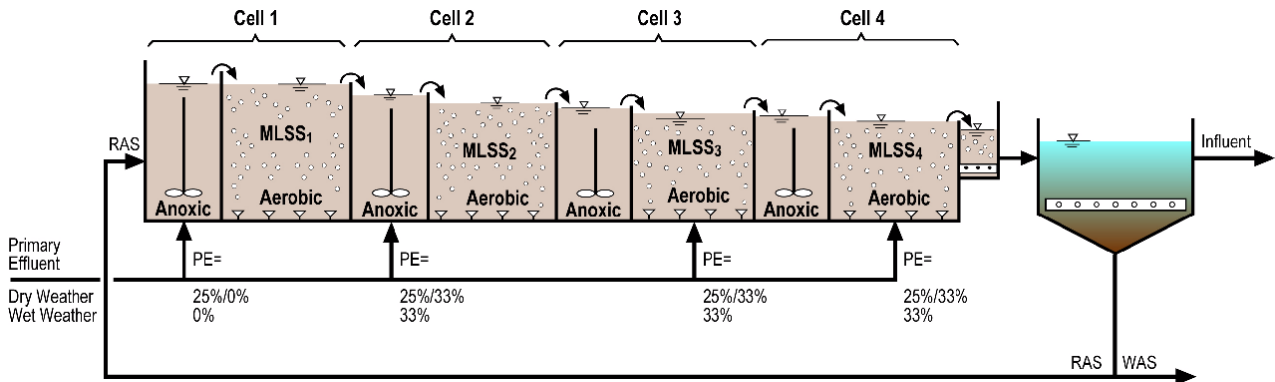 Cell 1 Cell 2 Cell 3 Cell 4
MLSS1 MLSS2 MLSS3 MLSS4
RAS Influent
Anoxic Aerobic Anoxic Aerobic Anoxic Aerobic Anoxic Aerobic
Primary
Effluent
PE= PE= PE= PE=
Dry Weather 25%/0% 25%/33% 25%/33% 25%/33%
Wet Weather 0% 33% 33% 33%
RAS WAS